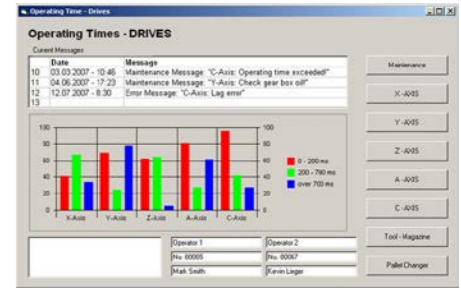 Operating Time - Drives
Operating Times - DRIVES
Current Messages
Date Message
10 03.03.2007 - 10:46 Maintenance Message: "C-Axis: Operating time exceeded!"
11 04.06.2007 - 17:23 Maintenance Message: "Y-Axis: Check gear box oil!"
12 12.07.2007 - 8:30 Error Message: "C-Axis: Lag error"
13
Maintenance
X-AXIS
Y-AXIS
Z-AXIS
A-AXIS
C-AXIS
Tool - Magazine
Pallet Changer
100 100
80 80
60 60
40 40
20 20
0 0
X-Axis Y-Axis Z-Axis A-Axis C-Axis
0 - 200 ms
200 - 700 ms
over 700 ms
Operator 1 Operator 2
No. 80085 No. 80067
Mark Smith Kevin Linger